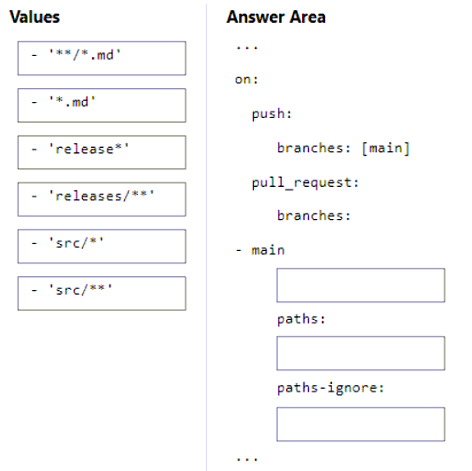 Values
- '**/*.md'
- '*.md'
- 'release*'
- 'releases/**'
- 'src/*'
- 'src/**'
Answer Area
...
on:
push:
branches: [main]
pull_request:
branches:
- main
paths:
paths-ignore:
...